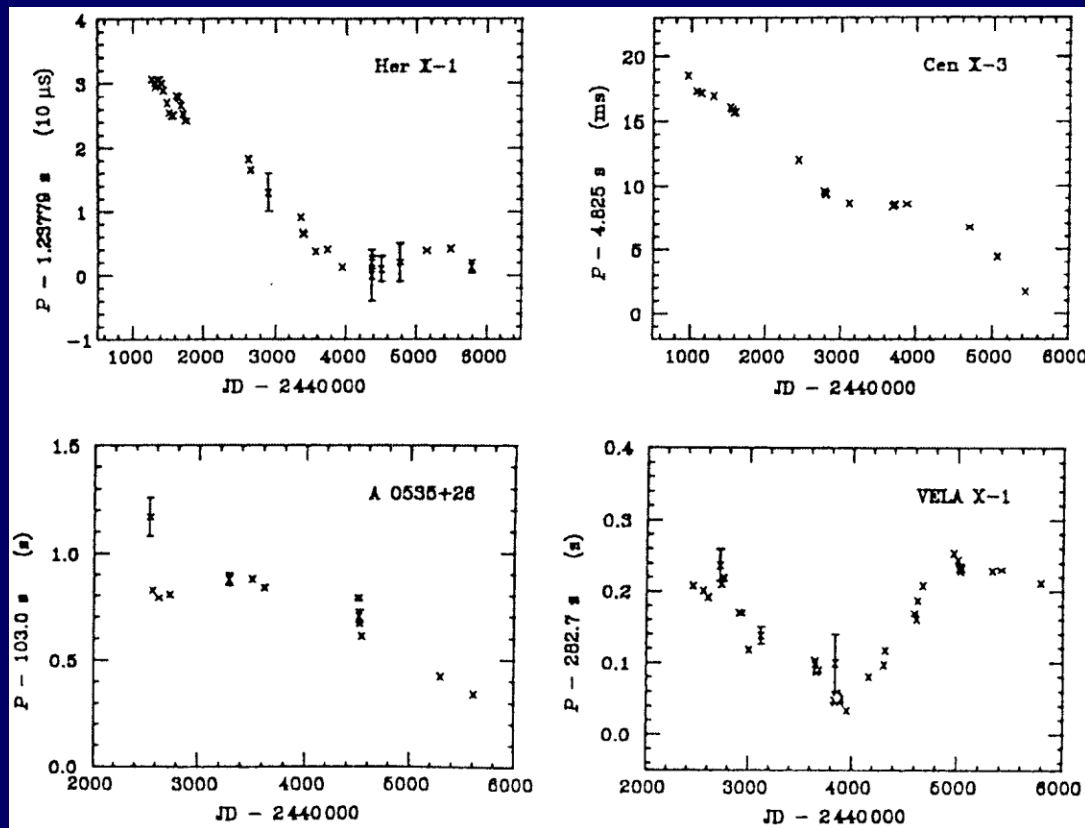 Her X-1
P - 1.23779 s (10 μs)
4
3
2
1
0
-1
1000 2000 3000 4000 5000 6000
JD - 2440000
Cen X-3
P - 4.825 s (ms)
20
15
10
5
0
1000 2000 3000 4000 5000 6000
JD - 2440000
A 0535+26
P - 103.0 s (s)
1.5
1.0
0.5
0.0
2000 3000 4000 5000 6000
JD - 2440000
VELA X-1
P - 282.7 s (s)
0.4
0.3
0.2
0.1
0.0
2000 3000 4000 5000 6000
JD - 2440000